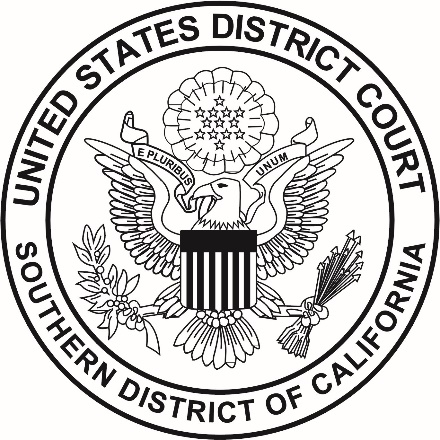 UNITED STATES DISTRICT COURT
E PLURIBUS UNUM
SOUTHERN DISTRICT OF CALIFORNIA